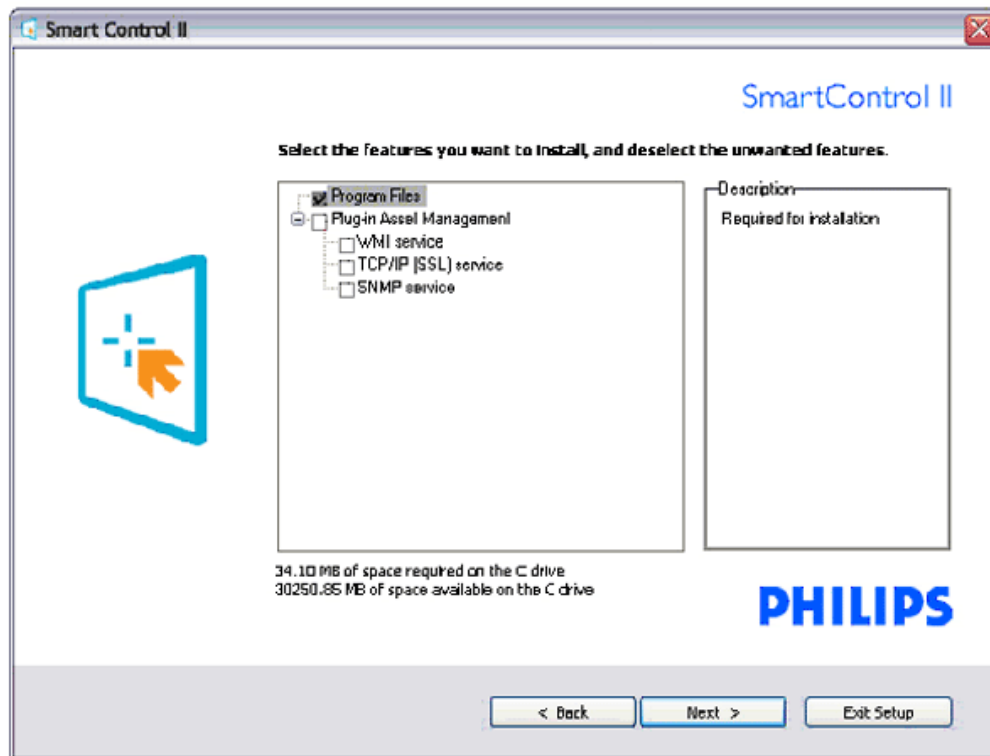 Smart Control II
SmartControl II
Select the features you want to install, and deselect the unwanted features.
Program Files
Plug-in Asset Management
WMI service
TCP/IP (SSL) service
SNMP service
Description
Required for installation
34.10 MB of space required on the C drive
30250.85 MB of space available on the C drive
PHILIPS
< Back
Next >
Exit Setup